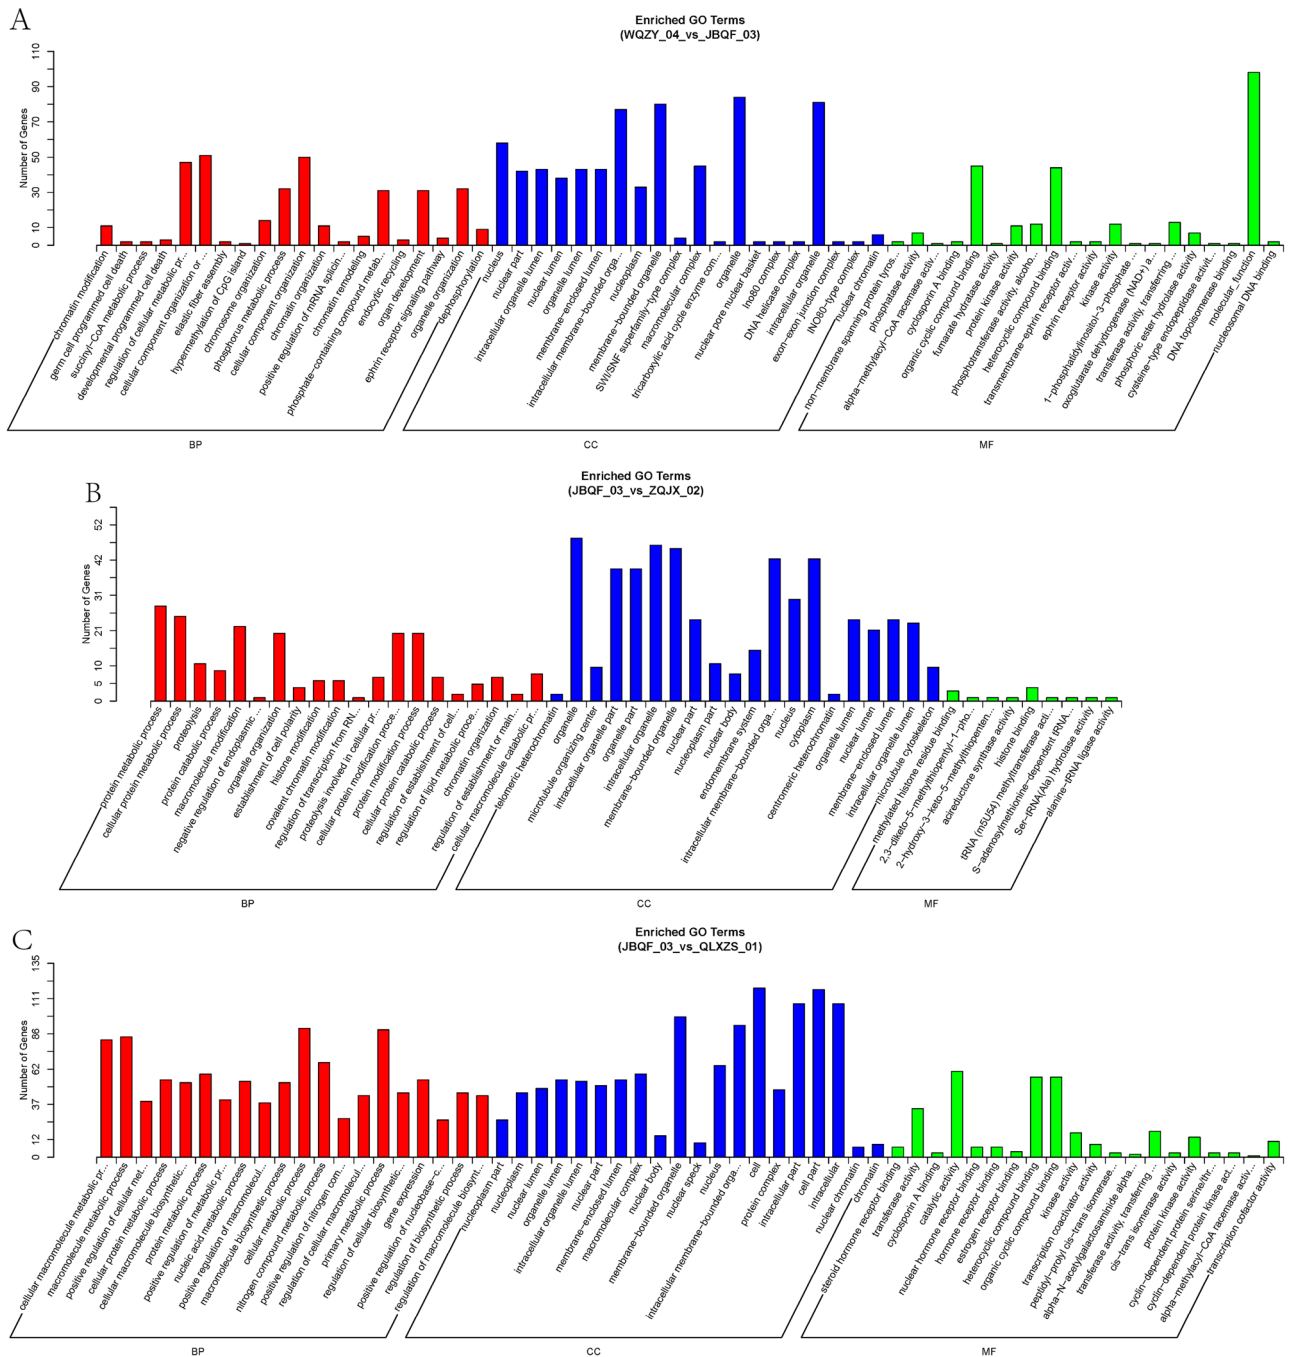 A
Enriched GO Terms
(WQZY_04_vs_JBQF_03)
Number of Genes
110
90
70
50
30
10
0
chromatin modification
germ cell programmed cell death
succinyl−CoA metabolic process
developmental programmed cell death
regulation of cellular metabolic pr...
cellular component organization or ...
elastic fiber assembly
hypermethylation of CpG island
chromosome organization
phosphorus metabolic process
cellular component organization
chromatin organization
positive regulation of mRNA splicin...
chromatin remodeling
phosphate−containing compound metab...
endocytic recycling
organ development
ephrin receptor signaling pathway
organelle organization
dephosphorylation
nucleus
nuclear part
intracellular organelle lumen
nuclear lumen
organelle lumen
membrane−enclosed lumen
intracellular membrane−bounded orga...
nucleoplasm
membrane−bounded organelle
SWI/SNF superfamily−type complex
macromolecular complex
tricarboxylic acid cycle enzyme com...
organelle
nuclear pore nuclear basket
Ino80 complex
DNA helicase complex
intracellular organelle
exon−exon junction complex
INO80−type complex
nuclear chromatin
non−membrane spanning protein tyros...
phosphatase activity
alpha−methylacyl−CoA racemase activ...
cyclosporin A binding
organic cyclic compound binding
fumarate hydratase activity
protein kinase activity
phosphotransferase activity, alcoho...
heterocyclic compound binding
transmembrane−ephrin receptor activ...
ephrin receptor activity
kinase activity
1−phosphatidylinositol−3−phosphate ...
oxoglutarate dehydrogenase (NAD+) a...
transferase activity, transferring ...
phosphoric ester hydrolase activity
cysteine−type endopeptidase activit...
DNA topoisomerase binding
molecular_function
nucleosomal DNA binding
BP
CC
MF
B
Enriched GO Terms
(JBQF_03_vs_ZQJX_02)
Number of Genes
52
42
31
21
10
5
0
protein metabolic process
cellular protein metabolic process
proteolysis
protein catabolic process
macromolecule modification
negative regulation of endoplasmic ...
organelle organization
establishment of cell polarity
histone modification
covalent chromatin modification
regulation of transcription from RN...
proteolysis involved in cellular pr...
cellular protein modification proce...
protein modification process
cellular protein catabolic process
regulation of establishment of cell...
regulation of lipid metabolic proce...
chromatin organization
regulation of establishment or main...
cellular macromolecule catabolic pr...
telomeric heterochromatin
organelle
microtubule organizing center
intracellular organelle part
organelle part
intracellular organelle
membrane−bounded organelle
nuclear part
nucleoplasm part
nuclear body
endomembrane system
intracellular membrane−bounded orga...
nucleus
cytoplasm
centromeric heterochromatin
organelle lumen
nuclear lumen
membrane−enclosed lumen
intracellular organelle lumen
microtubule cytoskeleton
methylated histone residue binding
2,3−diketo−5−methylthiopentyl−1−pho...
2−hydroxy−3−keto−5−methylthiopenten...
acireductone synthase activity
histone binding
tRNA (m5U54) methyltransferase acti...
S−adenosylmethionine−dependent tRNA...
Ser−tRNA(Ala) hydrolase activity
alanine−tRNA ligase activity
BP
CC
MF
C
Enriched GO Terms
(JBQF_03_vs_QLXZS_01)
Number of Genes
135
111
86
62
37
12
0
cellular macromolecule metabolic pr...
macromolecule metabolic process
positive regulation of cellular met...
cellular protein metabolic process
cellular macromolecule biosynthetic...
protein metabolic process
positive regulation of metabolic pr...
nucleic acid metabolic process
positive regulation of macromolecul...
macromolecule biosynthetic process
cellular metabolic process
nitrogen compound metabolic process
positive regulation of nitrogen com...
regulation of cellular macromolecul...
primary metabolic process
regulation of cellular biosynthetic...
gene expression
positive regulation of nucleobase−c...
regulation of biosynthetic process
regulation of macromolecule biosynt...
nucleoplasm part
nucleoplasm
nuclear lumen
organelle lumen
intracellular organelle lumen
nuclear part
membrane−enclosed lumen
macromolecular complex
nuclear body
membrane−bounded organelle
nuclear speck
nucleus
intracellular membrane−bounded orga...
cell
protein complex
intracellular part
cell part
intracellular
nuclear chromatin
chromatin
steroid hormone receptor binding
transferase activity
cyclosporin A binding
catalytic activity
nuclear hormone receptor binding
hormone receptor binding
estrogen receptor binding
heterocyclic compound binding
organic cyclic compound binding
kinase activity
transcription coactivator activity
peptidyl−prolyl cis−trans isomerase...
alpha−N−acetylgalactosaminide alpha...
transferase activity, transferring ...
cis−trans isomerase activity
protein kinase activity
cyclin−dependent protein serine/thr...
cyclin−dependent protein kinase act...
alpha−methylacyl−CoA racemase activ...
transcription cofactor activity
BP
CC
MF